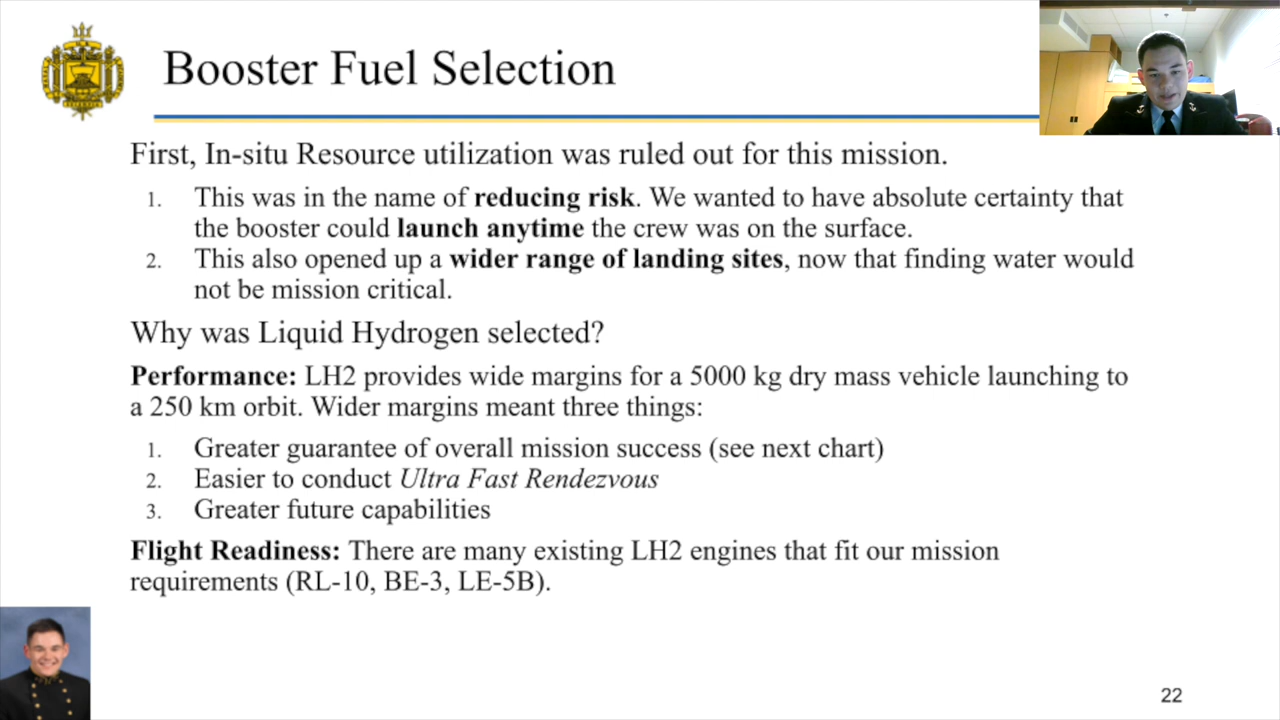 Booster Fuel Selection
First, In-situ Resource utilization was ruled out for this mission.
1. This was in the name of reducing risk. We wanted to have absolute certainty that
the booster could launch anytime the crew was on the surface.
2. This also opened up a wider range of landing sites, now that finding water would
not be mission critical.
Why was Liquid Hydrogen selected?
Performance: LH2 provides wide margins for a 5000 kg dry mass vehicle launching to
a 250 km orbit. Wider margins meant three things:
1. Greater guarantee of overall mission success (see next chart)
2. Easier to conduct Ultra Fast Rendezvous
3. Greater future capabilities
Flight Readiness: There are many existing LH2 engines that fit our mission
requirements (RL-10, BE-3, LE-5B).
22